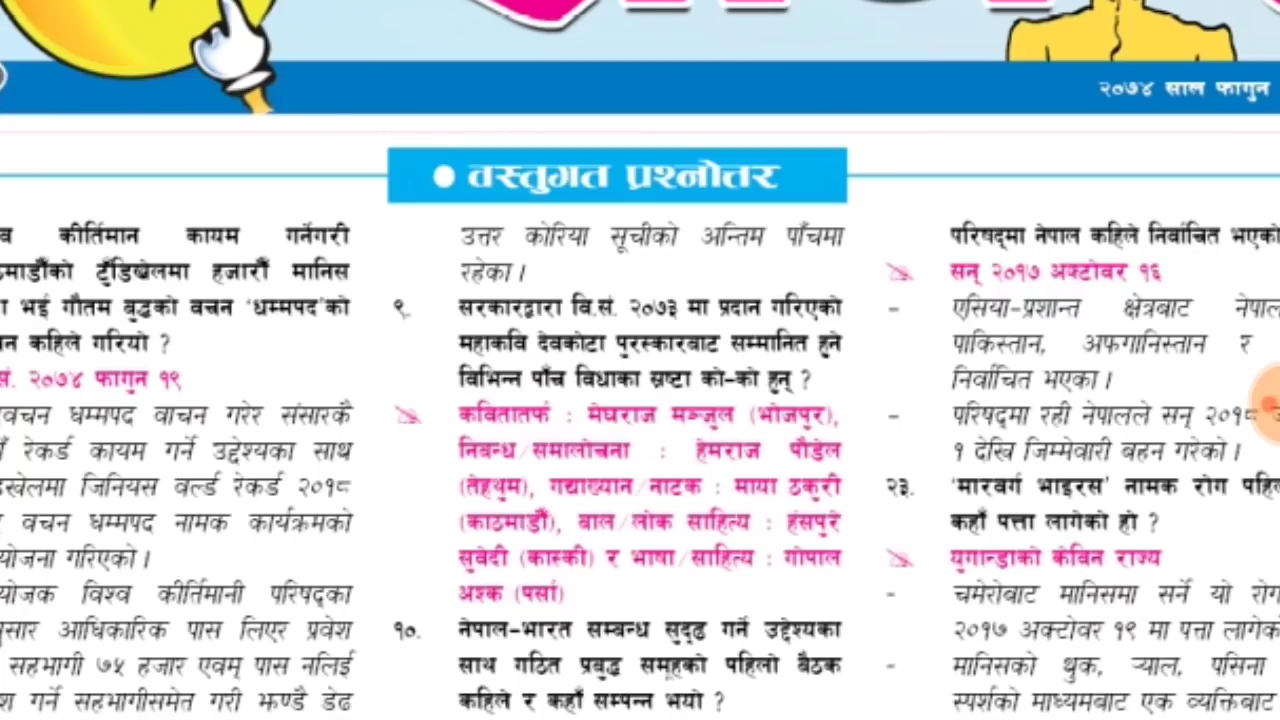 २०७४ साल फागुन
वस्तुगत प्रश्नोत्तर
कीर्तिमान कायम गर्नेगरी
टुँडिखेलमा हजारौँ मानिस
भई गौतम बुद्धको वचन 'धम्मपद'को
कहिले गरियो ?
सं. २०७४ फागुन १९
वचन धम्मपद वाचन गरेर संसारकै
रेकर्ड कायम गर्ने उद्देश्यका साथ
जिनियस वर्ल्ड रेकर्ड २०१८
वचन धम्मपद नामक कार्यक्रमको
गरिएको ।
विश्व कीर्तिमानी परिषद्का
आधिकारिक पास लिएर प्रवेश
सहभागी ७५ हजार एवम् पास नलिई
गर्ने सहभागीसमेत गरी झण्डै डेढ
उत्तर कोरिया सूचीको अन्तिम पाँचमा
रहेका ।
९. सरकारद्वारा वि.सं. २०७३ मा प्रदान गरिएको
महाकवि देवकोटा पुरस्कारबाट सम्मानित हुने
विभिन्न पाँच विधाका स्रष्टा को-को हुन् ?
कवितातर्फ : मेघराज मञ्जुल (भोजपुर),
निबन्ध/समालोचना : हेमराज पौडेल
(तेह्रथुम), गद्याख्यान/नाटक : माया ठकुरी
(काठमाडौँ), बाल/लोक साहित्य : हंसपुरे
सुवेदी (कास्की) र भाषा/साहित्य : गोपाल
अश्क (पर्सा)
१०. नेपाल-भारत सम्बन्ध सुदृढ गर्ने उद्देश्यका
साथ गठित प्रबुद्ध समूहको पहिलो बैठक
कहिले र कहाँ सम्पन्न भयो ?
परिषद्मा नेपाल कहिले निर्वाचित भएको
सन् २०१७ अक्टोबर १६
- एसिया-प्रशान्त क्षेत्रबाट नेपाल
पाकिस्तान, अफगानिस्तान र
निर्वाचित भएका ।
- परिषद्मा रही नेपालले सन् २०१८
१ देखि जिम्मेवारी बहन गरेको ।
२३. 'मारवर्ग भाइरस' नामक रोग
कहाँ पत्ता लागेको हो ?
युगान्डाको केविन राज्य
- चमेरोबाट मानिसमा सर्ने यो रोग
२०१७ अक्टोबर १९ मा पत्ता
- मानिसको थुक, र्‍याल, पसिना
स्पर्शको माध्यमबाट एक व्यक्तिबाट